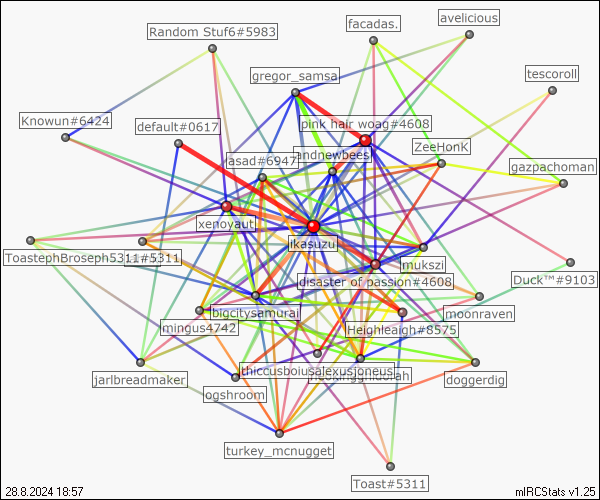 avelicious
facadas.
Random Stuf6#5983
tescoroll
gregor_samsa
Knowun#6424
pink hair woag#4608
default#0617
ZeeHonK
andnewbees
asad#6947
gazpachoman
xenoyaut
ikasuzu
ToastephBroseph5311
#5311
mukszi
Duck™#9103
disaster of passion#4608
moonraven
bigcitysamurai
mingus4742
Heighleaigh#8575
thiccusboiusalexusjoneus
jarlbreadmaker
doggerdig
ogshroom
turkey_mcnugget
Toast#5311
28.8.2024 18:57
mIRCStats v1.25